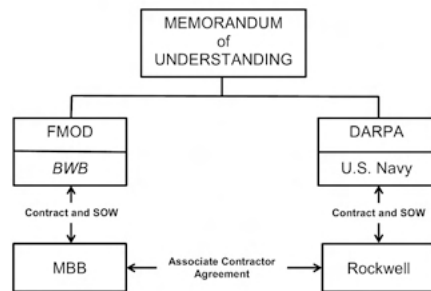 MEMORANDUM
of
UNDERSTANDING
FMOD
DARPA
BWB
U.S. Navy
Contract and SOW
Contract and SOW
MBB
Associate Contractor
Agreement
Rockwell